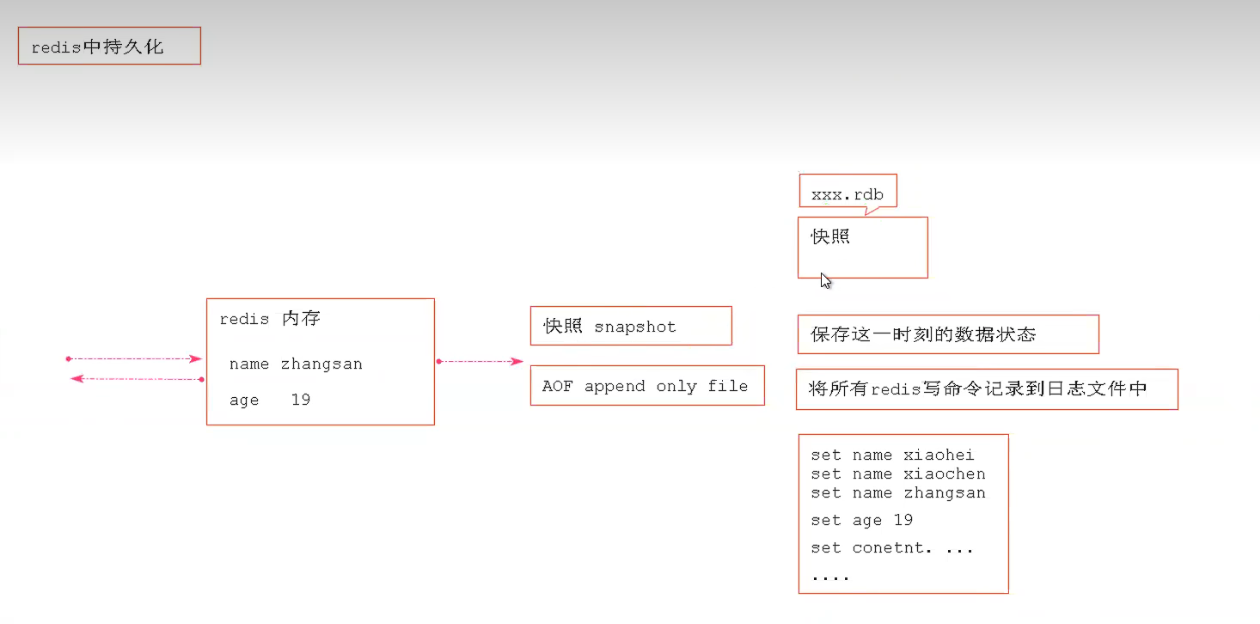 redis中持久化
xxx.rdb
快照
redis 内存
name zhangsan
age 19
快照 snapshot
AOF append only file
保存这一时刻的数据状态
将所有redis写命令记录到日志文件中
set name xiaohei
set name xiaochen
set name zhangsan
set age 19
set conetnt. ...
....